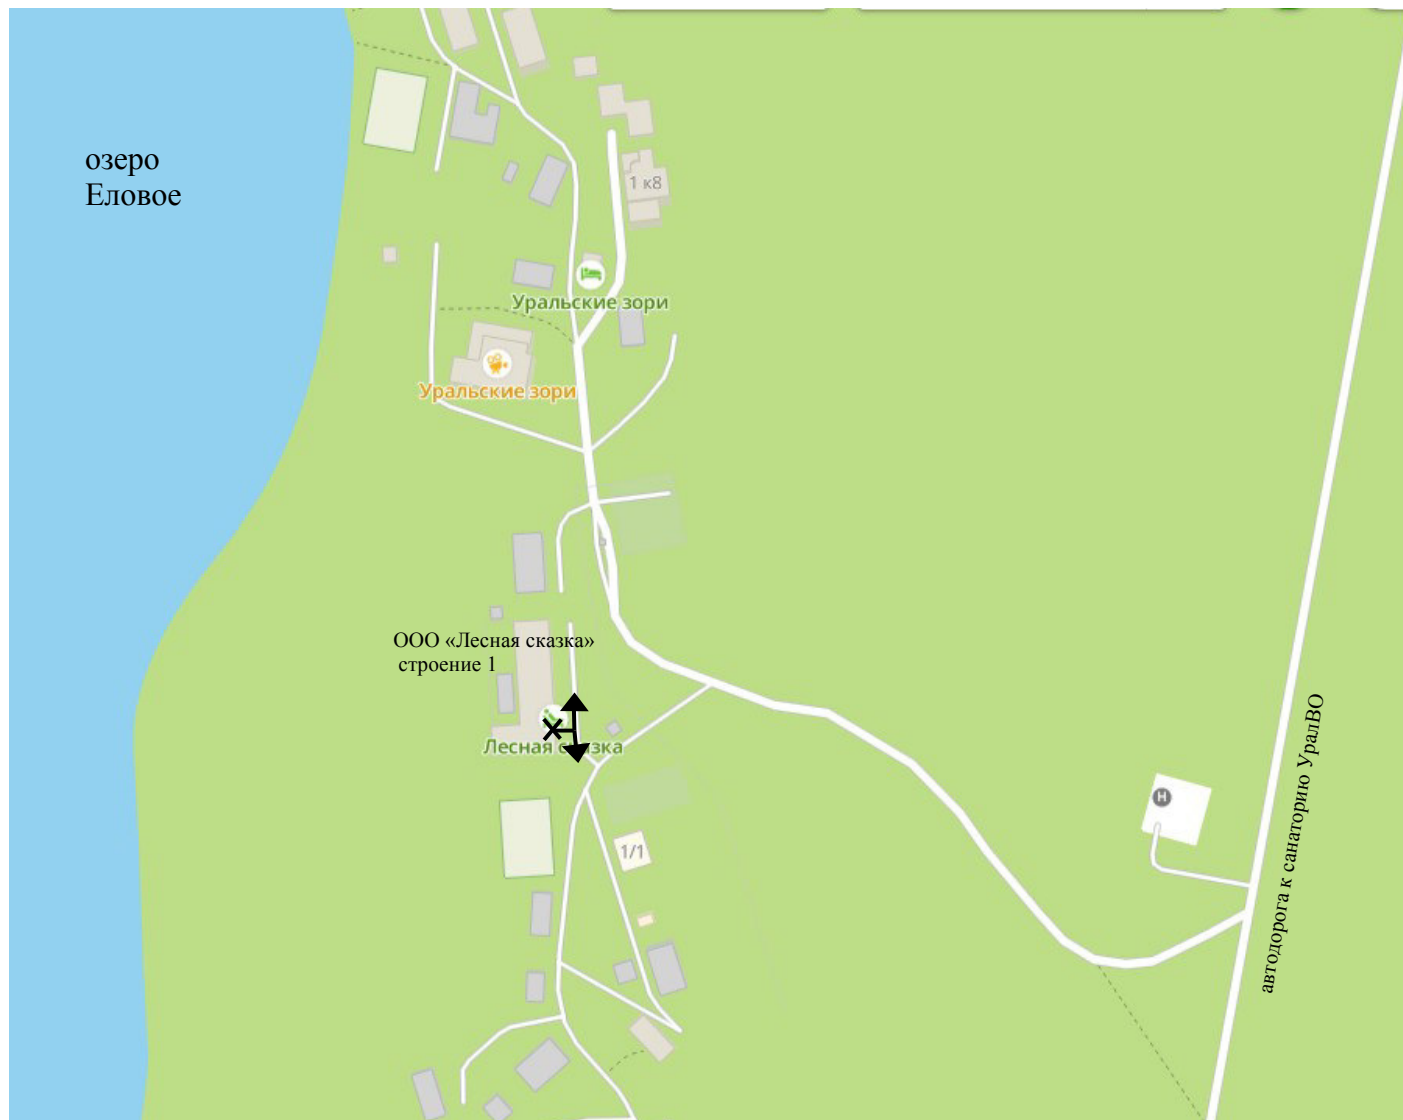 озеро
Еловое
1 к8
Уральские зори
Уральские зори
ООО «Лесная сказка»
строение 1
Лесная сказка
1/1
H
автодорога к санаторию УралВО